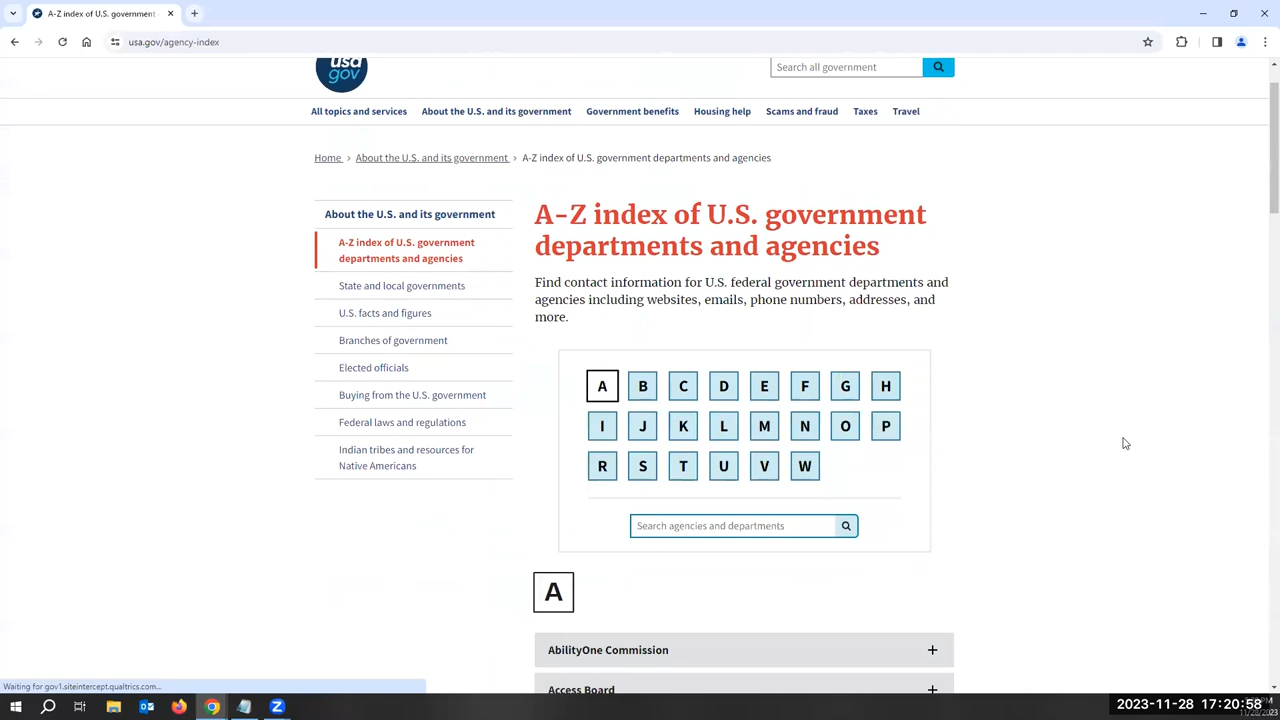 A-Z index of U.S. government
usa.gov/agency-index
usa
gov
Search all government
All topics and services About the U.S. and its government Government benefits Housing help Scams and fraud Taxes Travel
Home › About the U.S. and its government › A-Z index of U.S. government departments and agencies
About the U.S. and its government
A-Z index of U.S. government
departments and agencies
State and local governments
U.S. facts and figures
Branches of government
Elected officials
Buying from the U.S. government
Federal laws and regulations
Indian tribes and resources for
Native Americans
A-Z index of U.S. government
departments and agencies
Find contact information for U.S. federal government departments and
agencies including websites, emails, phone numbers, addresses, and
more.
A B C D E F G H
I J K L M N O P
R S T U V W
Search agencies and departments
A
AbilityOne Commission
Access Board
Waiting for gov1.siteintercept.qualtrics.com...
2023-11-28 17:20:58